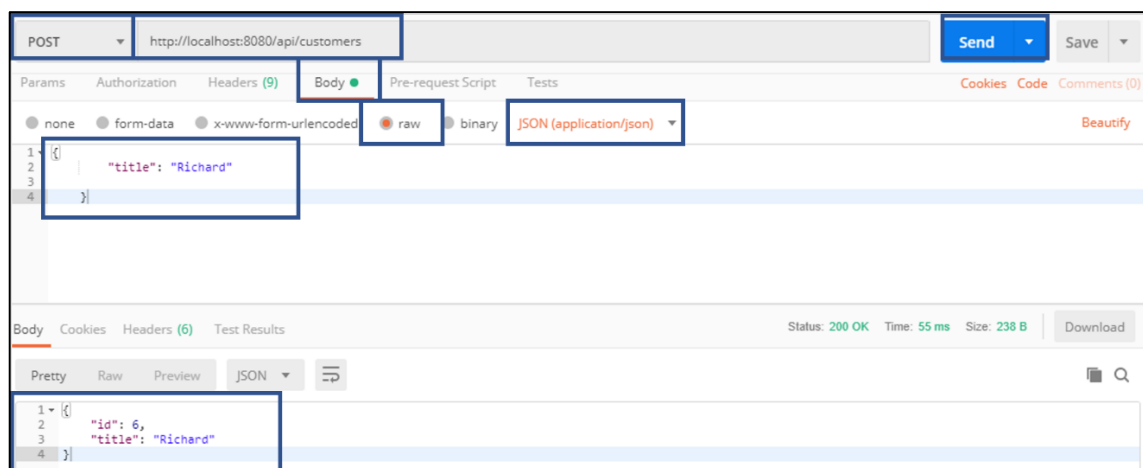 POST http://localhost:8080/api/customers Send Save
Params Authorization Headers (9) Body Pre-request Script Tests Cookies Code Comments (0)
none form-data x-www-form-urlencoded raw binary JSON (application/json) Beautify
1 {
2 "title": "Richard"
3
4 }
Body Cookies Headers (6) Test Results Status: 200 OK Time: 55 ms Size: 238 B Download
Pretty Raw Preview JSON
1 {
2 "id": 6,
3 "title": "Richard"
4 }